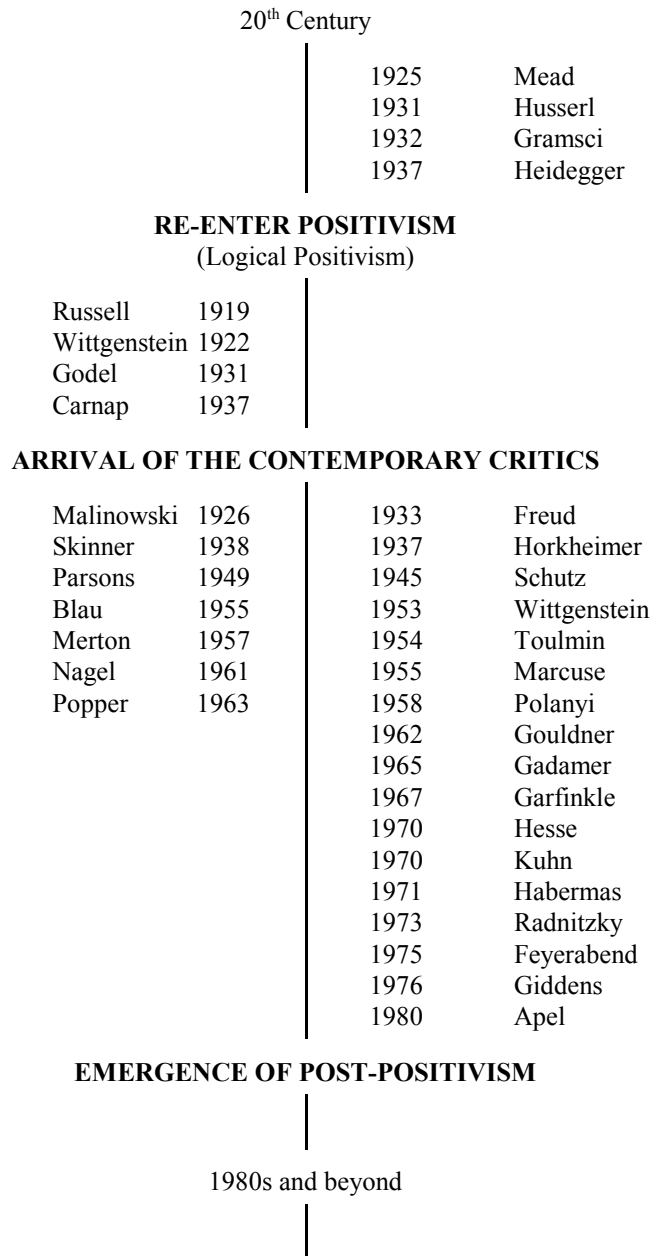 20th Century
1925 Mead
1931 Husserl
1932 Gramsci
1937 Heidegger
RE-ENTER POSITIVISM
(Logical Positivism)
Russell 1919
Wittgenstein 1922
Godel 1931
Carnap 1937
ARRIVAL OF THE CONTEMPORARY CRITICS
Malinowski 1926 1933 Freud
Skinner 1938 1937 Horkheimer
Parsons 1949 1945 Schutz
Blau 1955 1953 Wittgenstein
Merton 1957 1954 Toulmin
Nagel 1961 1955 Marcuse
Popper 1963 1958 Polanyi
1962 Gouldner
1965 Gadamer
1967 Garfinkle
1970 Hesse
1970 Kuhn
1971 Habermas
1973 Radnitzky
1975 Feyerabend
1976 Giddens
1980 Apel
EMERGENCE OF POST-POSITIVISM
1980s and beyond